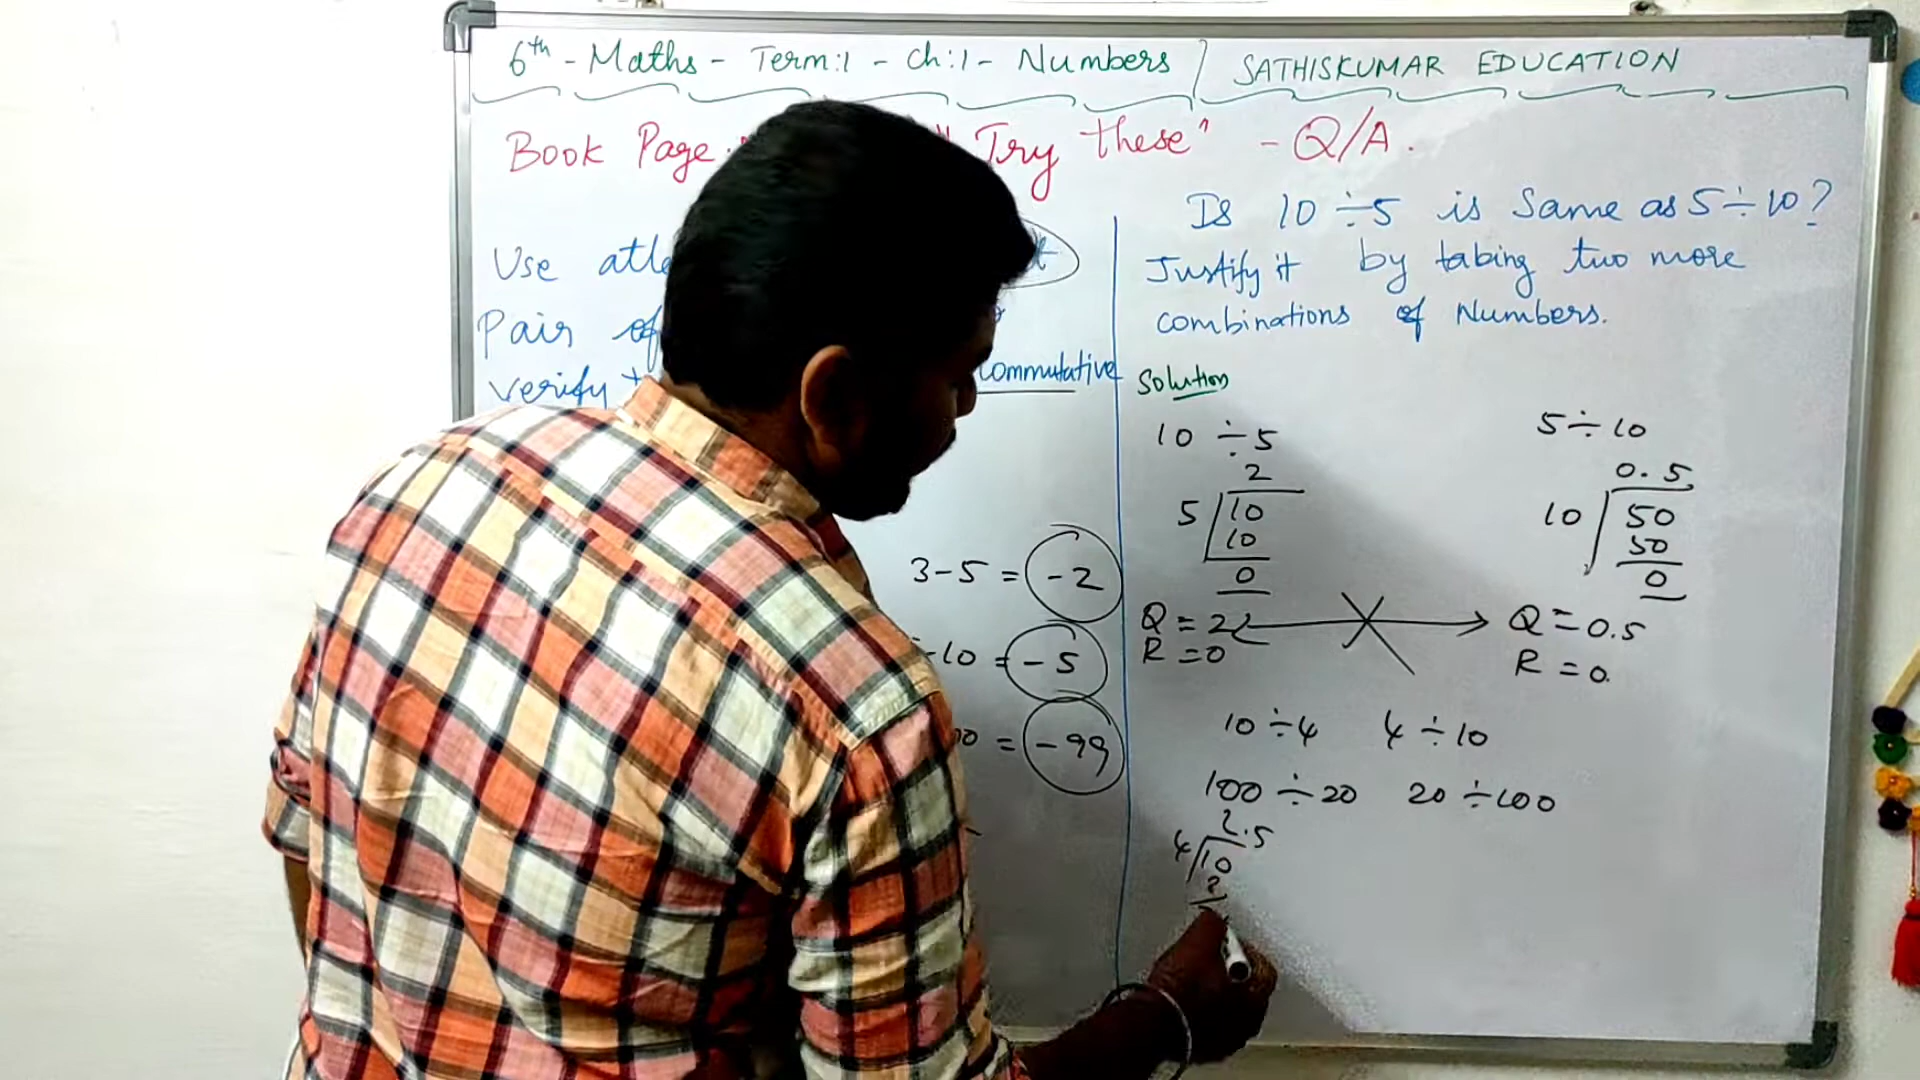 6th - Maths - Term:1 - Ch:1 - Numbers / SATHISKUMAR EDUCATION
Book Page "Try these" - Q/A.
Use
Pair of
verify
commutative
3-5 = -2
-10 = -5
= -99
Is 10 ÷ 5 is Same as 5 ÷ 10?
Justify it by taking two more
combinations of Numbers.
Solution
10 ÷ 5
2
5 10
10
0
Q = 2
R = 0
5 ÷ 10
0.5
10 50
50
0
Q = 0.5
R = 0.
10 ÷ 4 4 ÷ 10
100 ÷ 20 20 ÷ 100
2.5
4 10